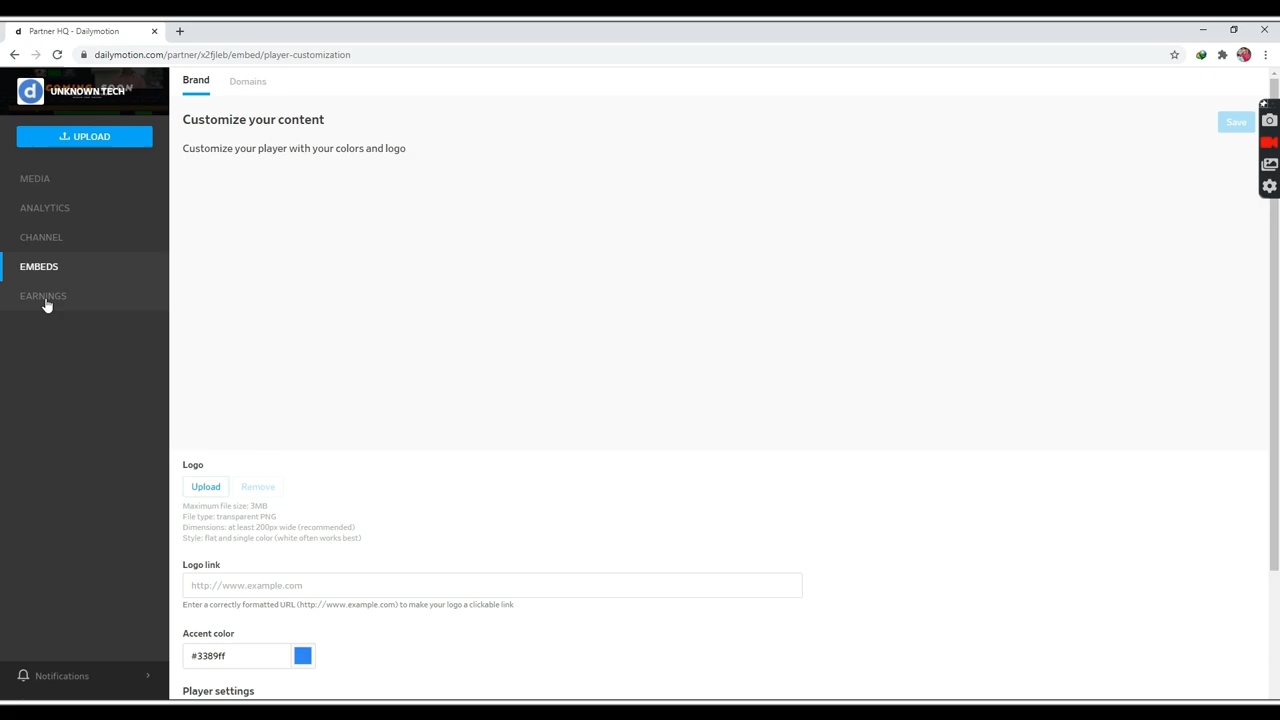 d Partner HQ - Dailymotion
dailymotion.com/partner/x2fjleb/embed/player-customization
d UNKNOWN TECH
UPLOAD
MEDIA
ANALYTICS
CHANNEL
EMBEDS
EARNINGS
Notifications
Brand Domains
Customize your content
Save
Customize your player with your colors and logo
Logo
Upload Remove
Maximum file size: 3MB
File type: transparent PNG
Dimensions: at least 200px wide (recommended)
Style: flat and single color (white often works best)
Logo link
http://www.example.com
Enter a correctly formatted URL (http://www.example.com) to make your logo a clickable link
Accent color
#3389ff
Player settings